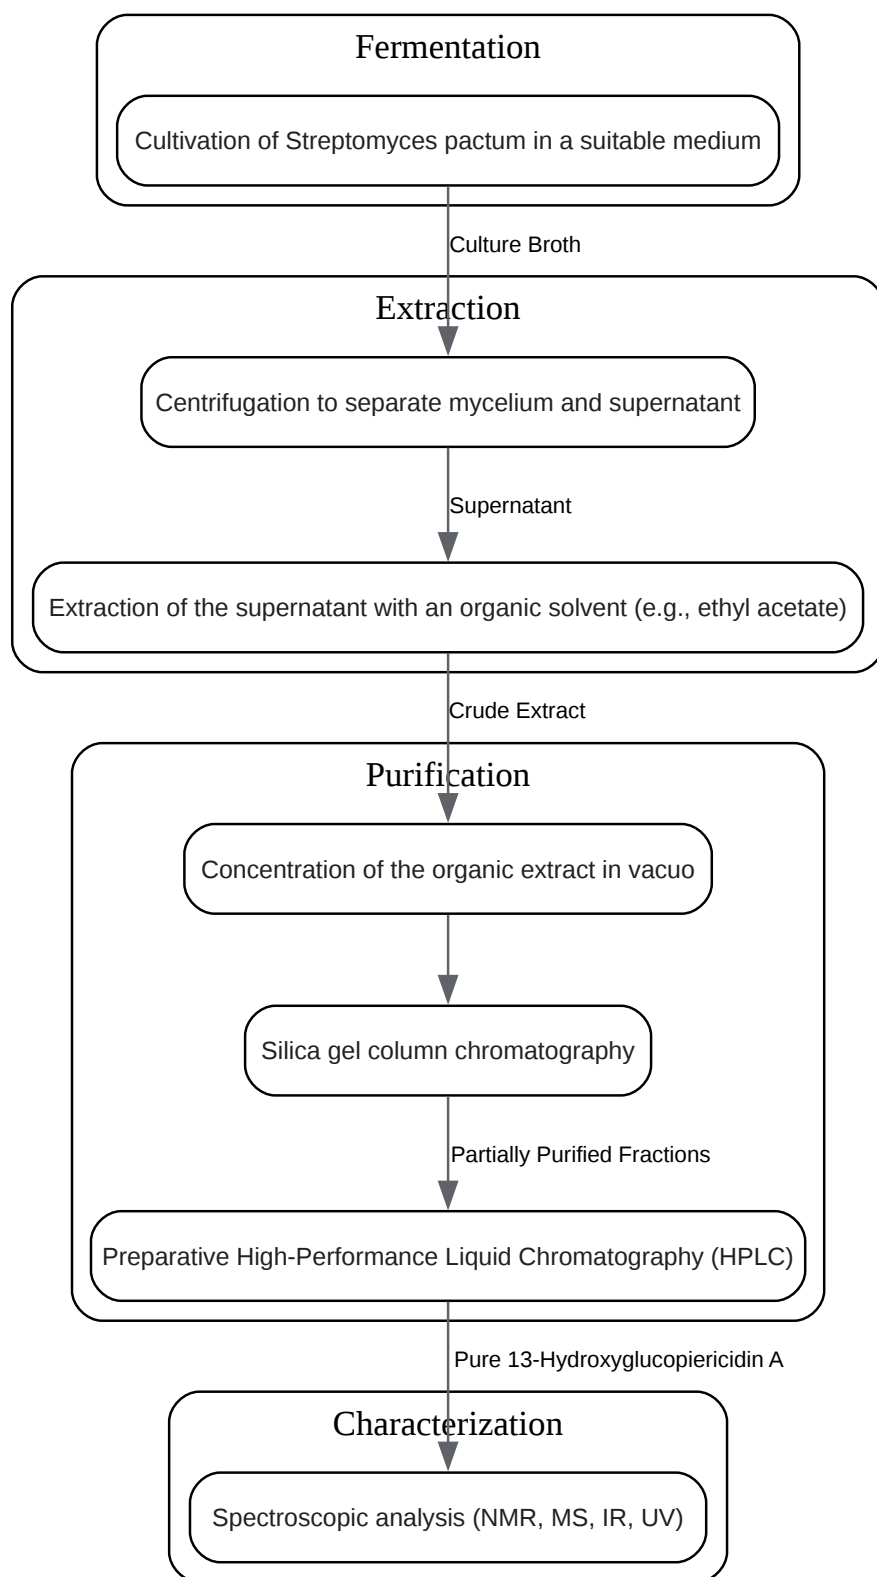 Fermentation
Cultivation of Streptomyces pactum in a suitable medium
Culture Broth
Extraction
Centrifugation to separate mycelium and supernatant
Supernatant
Extraction of the supernatant with an organic solvent (e.g., ethyl acetate)
Crude Extract
Purification
Concentration of the organic extract in vacuo
Silica gel column chromatography
Partially Purified Fractions
Preparative High-Performance Liquid Chromatography (HPLC)
Pure 13-Hydroxyglucopiericidin A
Characterization
Spectroscopic analysis (NMR, MS, IR, UV)